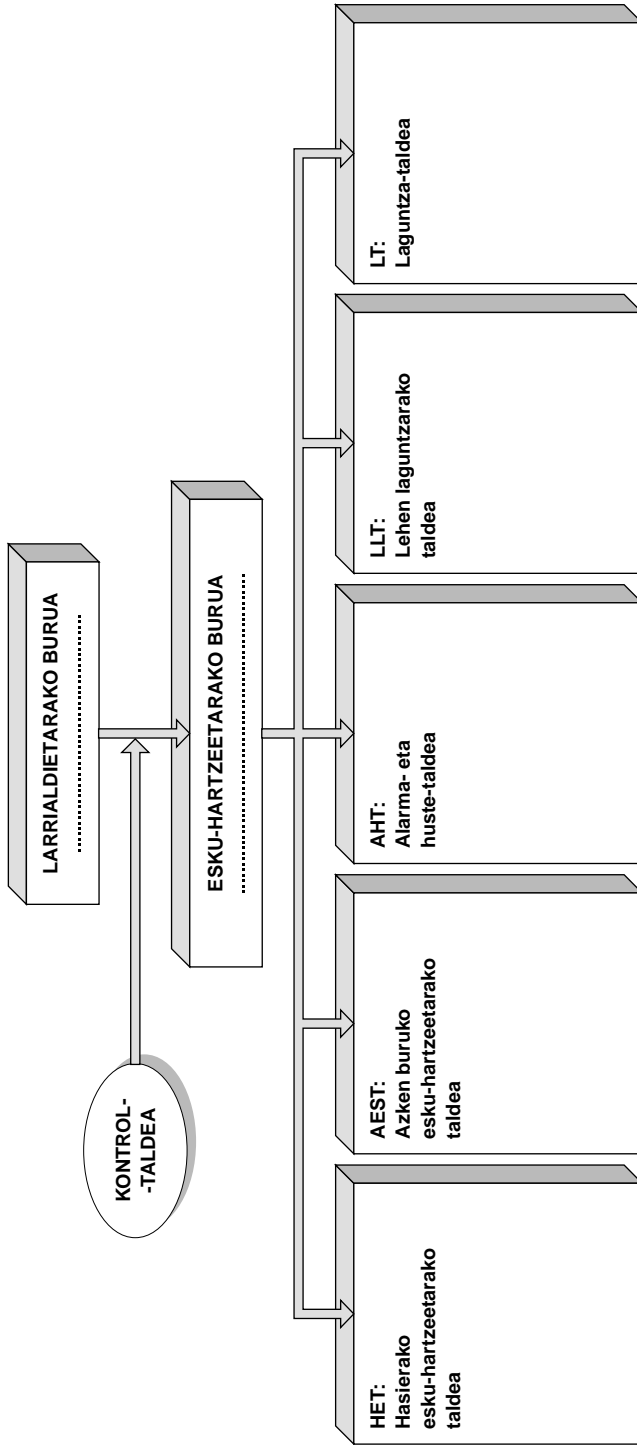 LARRIALDIETARAKO BURUA
KONTROL-
-TALDEA
ESKU-HARTZEETARAKO BURUA
HET:
Hasierako
esku-hartzeetarako
taldea
AEST:
Azken buruko
esku-hartzeetarako
taldea
AHT:
Alarma- eta
huste-taldea
LLT:
Lehen laguntzarako
taldea
LT:
Laguntza-taldea